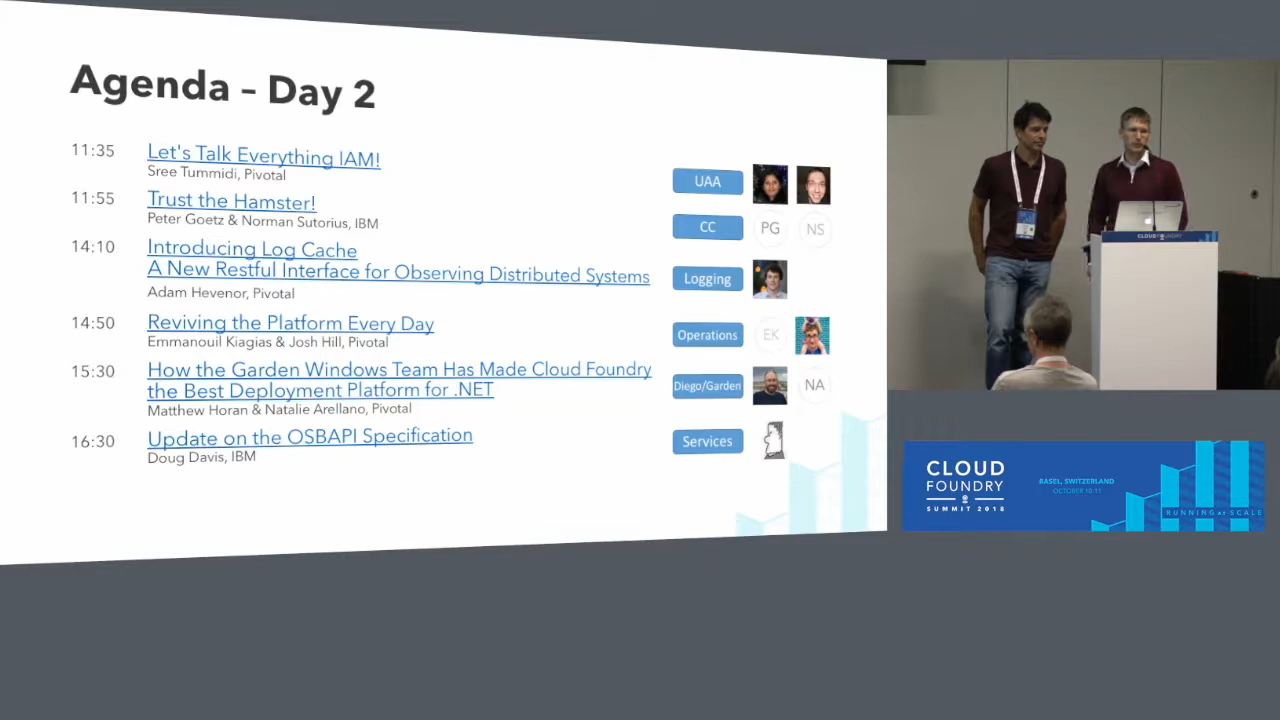 Agenda – Day 2
11:35
Let's Talk Everything IAM!
Sree Tummidi, Pivotal
UAA
11:55
Trust the Hamster!
Peter Goetz & Norman Sutorius, IBM
CC
PG
NS
14:10
Introducing Log Cache
A New Restful Interface for Observing Distributed Systems
Adam Hevenor, Pivotal
Logging
14:50
Reviving the Platform Every Day
Emmanouil Kiagias & Josh Hill, Pivotal
Operations
EK
15:30
How the Garden Windows Team Has Made Cloud Foundry
the Best Deployment Platform for .NET
Matthew Horan & Natalie Arellano, Pivotal
Diego/Garden
NA
16:30
Update on the OSBAPI Specification
Doug Davis, IBM
Services
CLOUD FOUNDRY
CLOUD
FOUNDRY
SUMMIT 2018
BASEL, SWITZERLAND
OCTOBER 10-11
RUNNING at SCALE